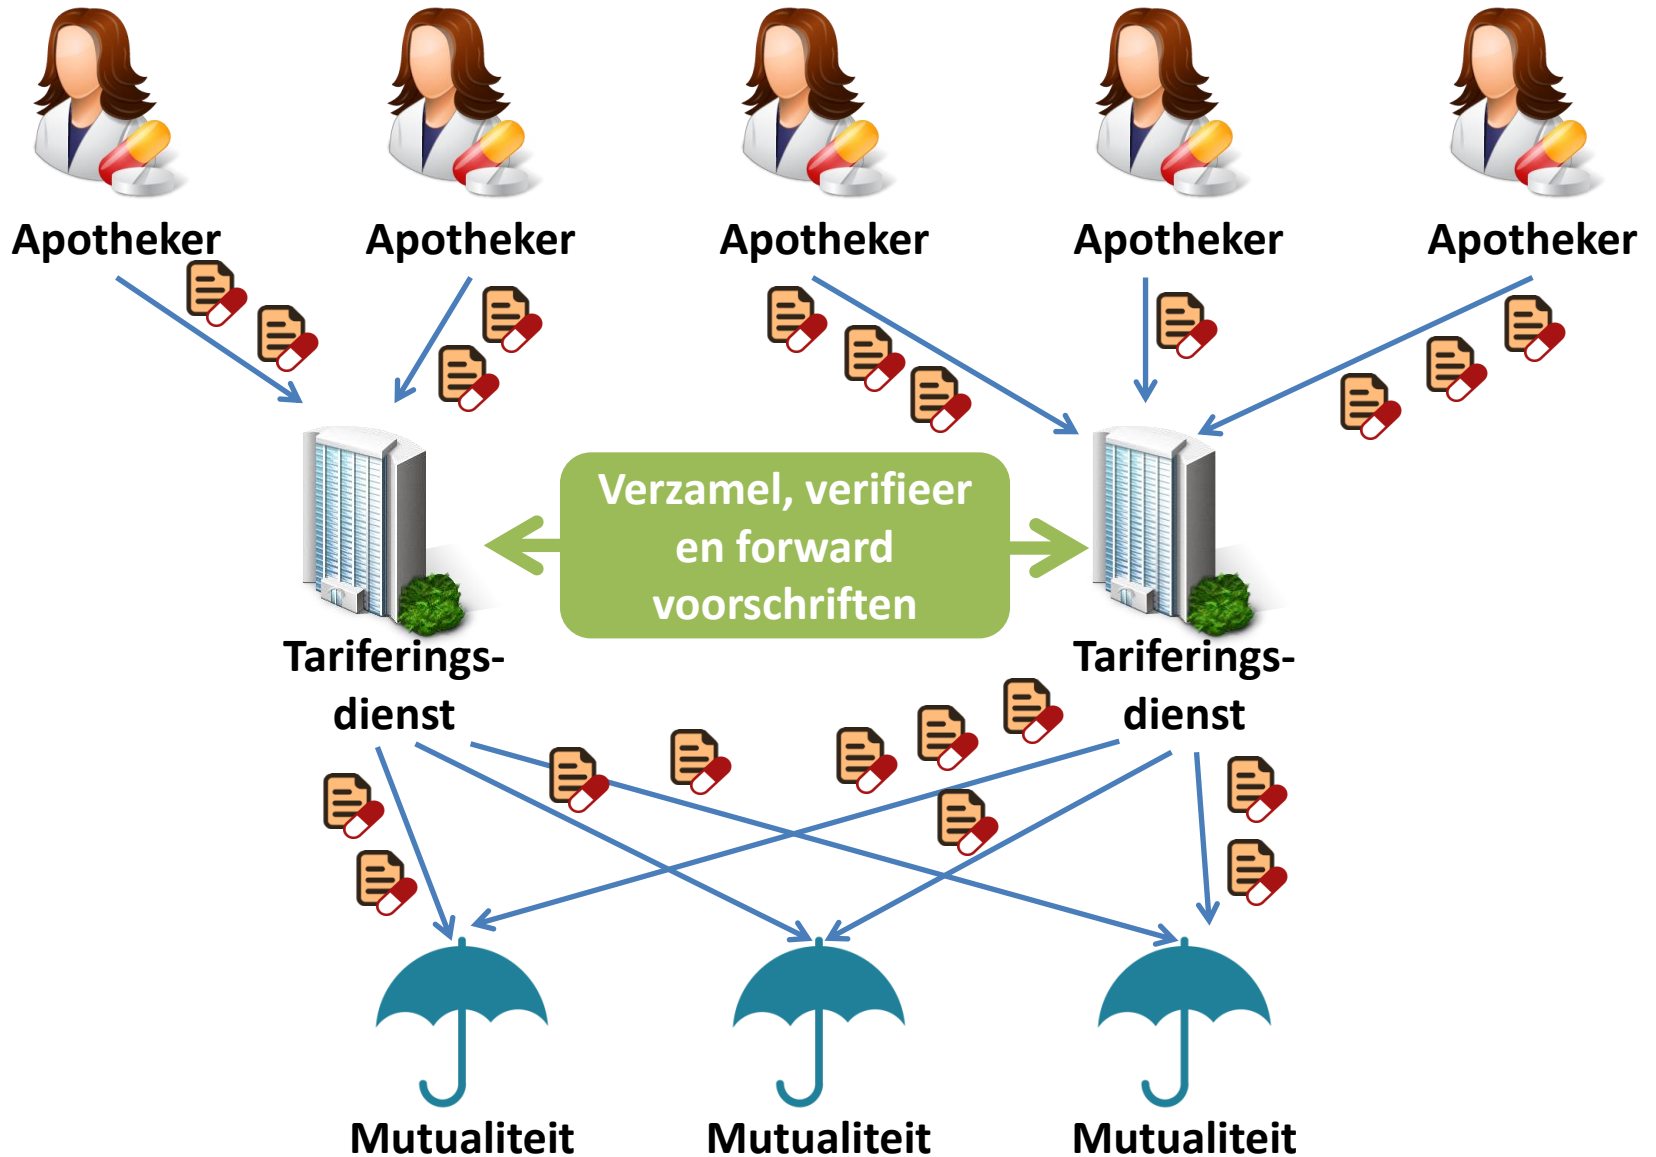 Apotheker
Apotheker
Apotheker
Apotheker
Apotheker
Verzamel, verifieer
en forward
voorschriften
Tariferings-
dienst
Tariferings-
dienst
Mutualiteit
Mutualiteit
Mutualiteit